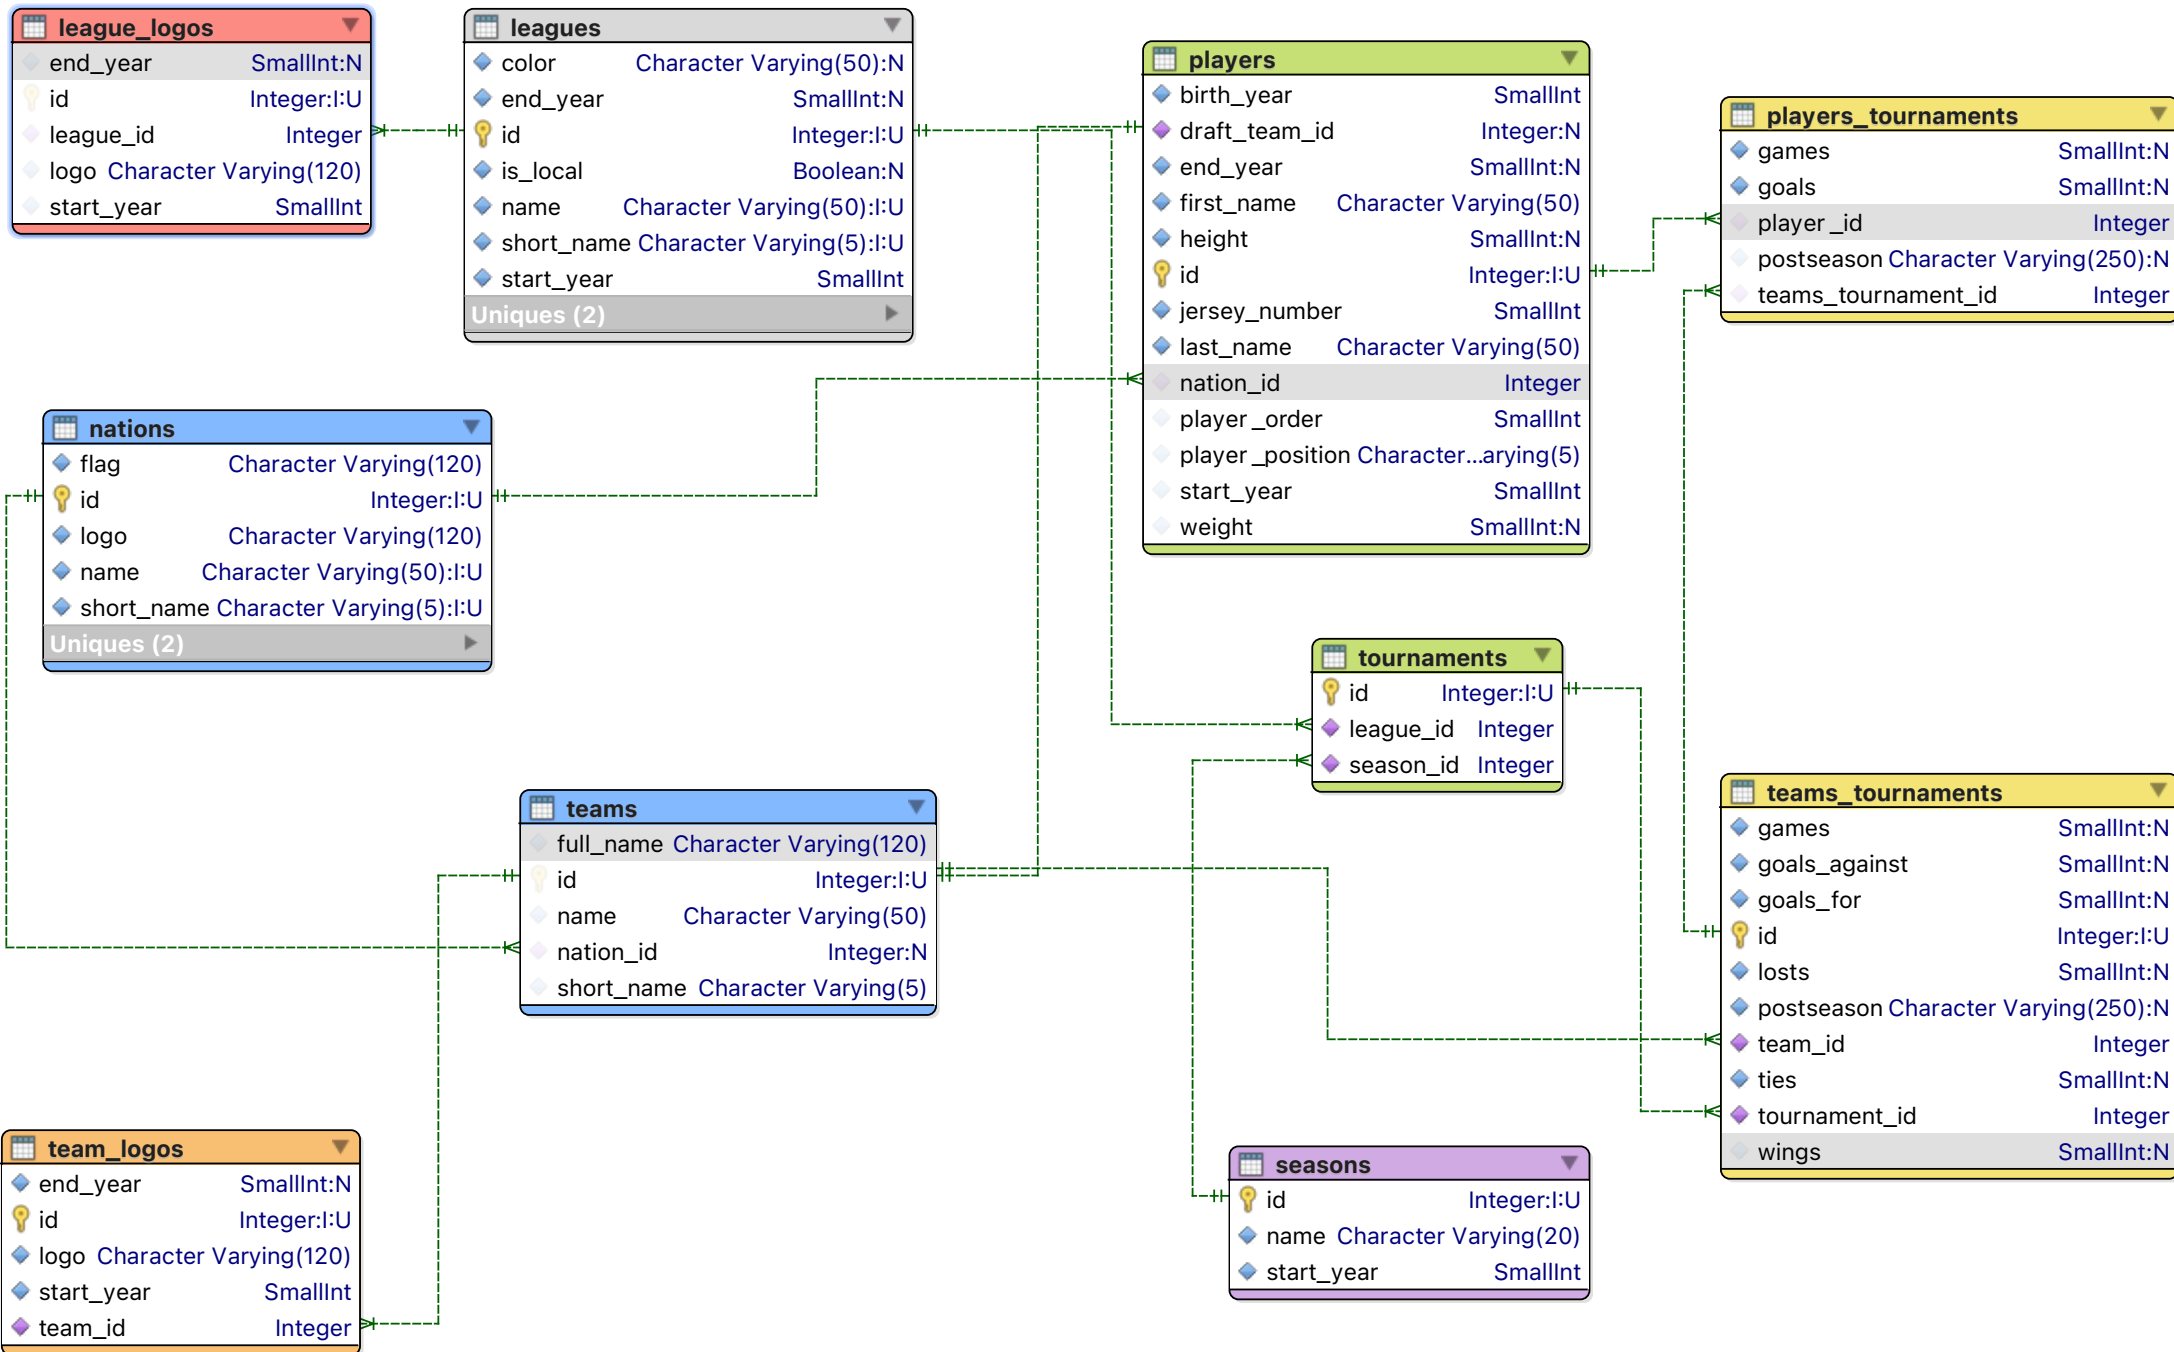 league_logos
end_year SmallInt:N
id Integer:I:U
league_id Integer
logo Character Varying(120)
start_year SmallInt
leagues
color Character Varying(50):N
end_year SmallInt:N
id Integer:I:U
is_local Boolean:N
name Character Varying(50):I:U
short_name Character Varying(5):I:U
start_year SmallInt
Uniques (2)
players
birth_year SmallInt
draft_team_id Integer:N
end_year SmallInt:N
first_name Character Varying(50)
height SmallInt:N
id Integer:I:U
jersey_number SmallInt
last_name Character Varying(50)
nation_id Integer
player_order SmallInt
player_position Character...arying(5)
start_year SmallInt
weight SmallInt:N
players_tournaments
games SmallInt:N
goals SmallInt:N
player_id Integer
postseason Character Varying(250):N
teams_tournament_id Integer
nations
flag Character Varying(120)
id Integer:I:U
logo Character Varying(120)
name Character Varying(50):I:U
short_name Character Varying(5):I:U
Uniques (2)
tournaments
id Integer:I:U
league_id Integer
season_id Integer
teams
full_name Character Varying(120)
id Integer:I:U
name Character Varying(50)
nation_id Integer:N
short_name Character Varying(5)
teams_tournaments
games SmallInt:N
goals_against SmallInt:N
goals_for SmallInt:N
id Integer:I:U
losts SmallInt:N
postseason Character Varying(250):N
team_id Integer
ties SmallInt:N
tournament_id Integer
wings SmallInt:N
team_logos
end_year SmallInt:N
id Integer:I:U
logo Character Varying(120)
start_year SmallInt
team_id Integer
seasons
id Integer:I:U
name Character Varying(20)
start_year SmallInt